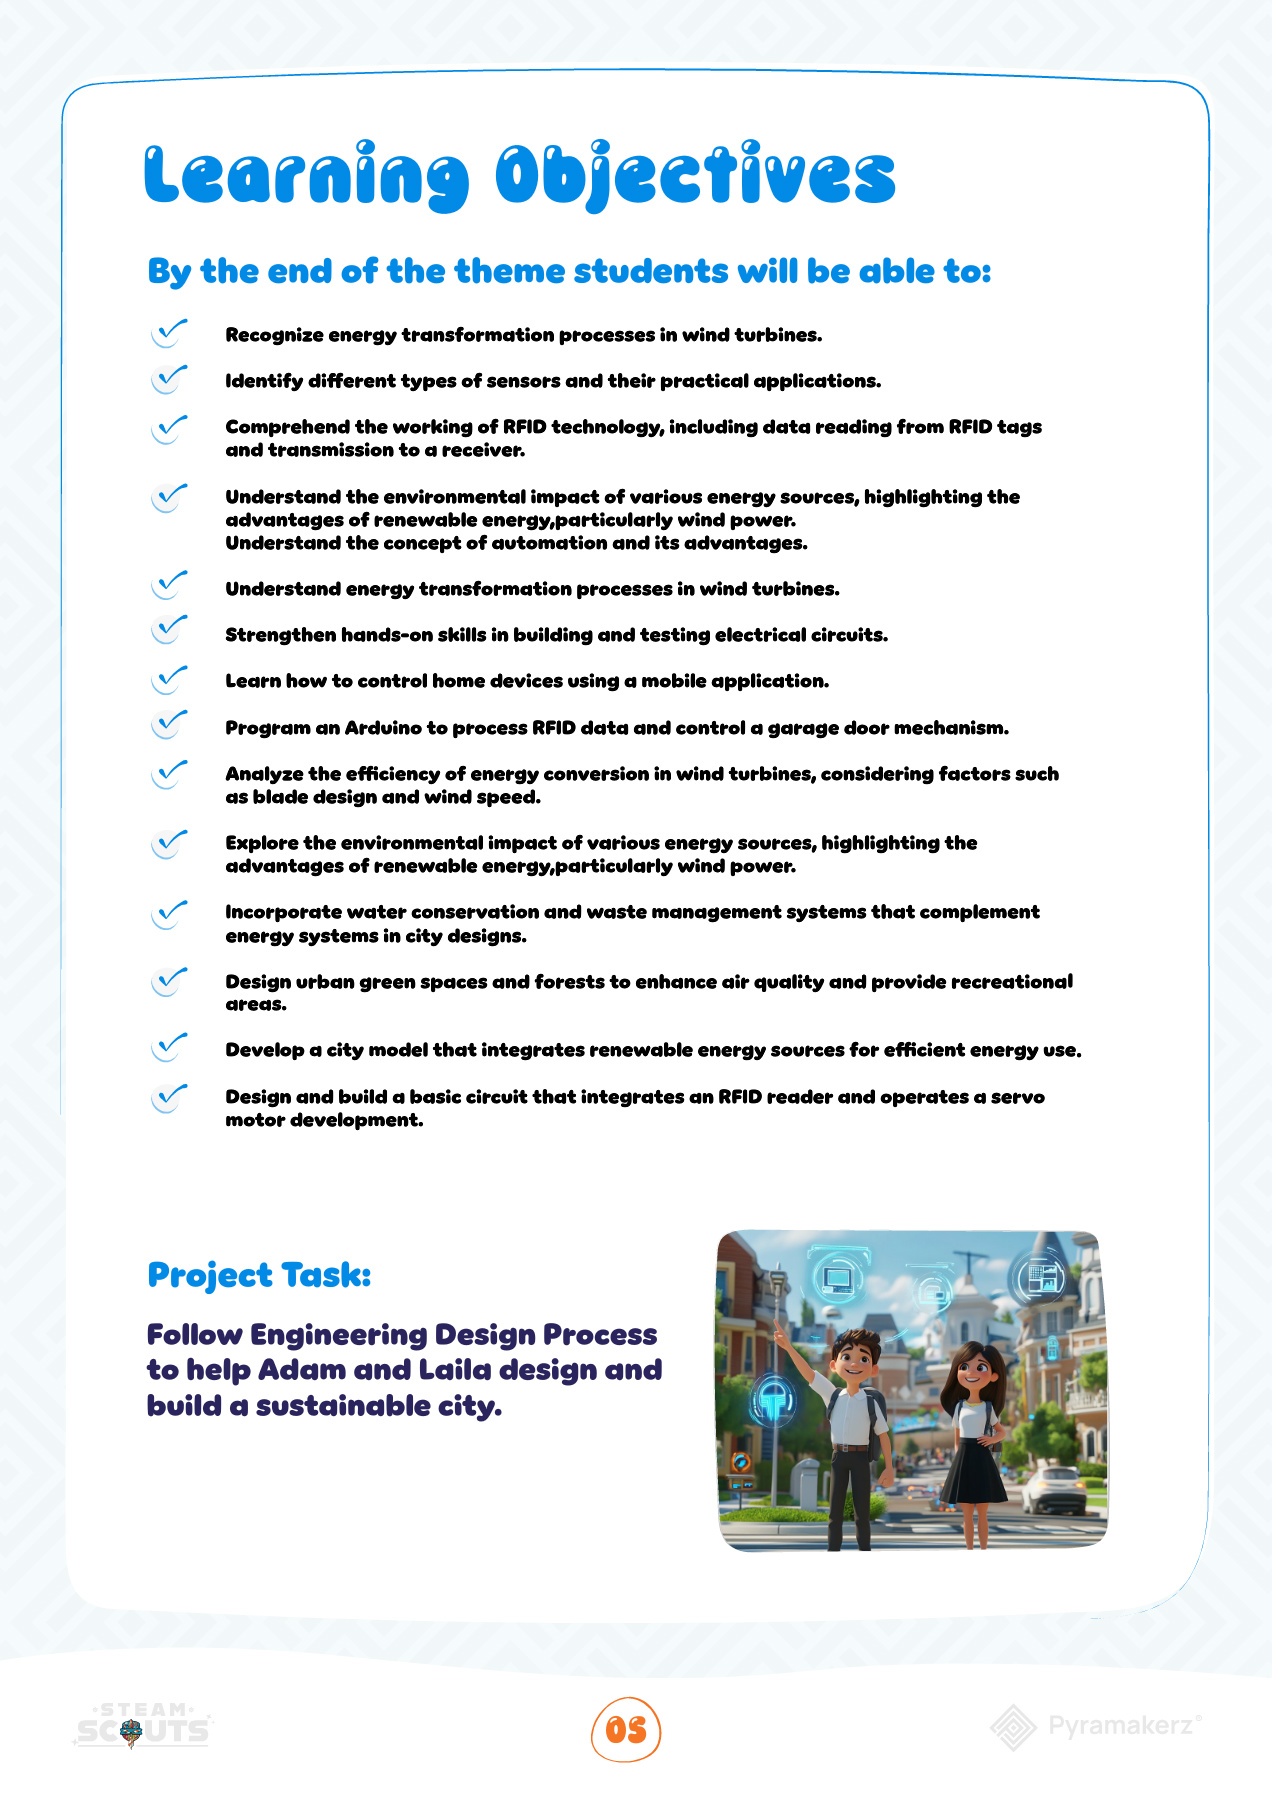 Learning Objectives
By the end of the theme students will be able to:
Recognize energy transformation processes in wind turbines.
Identify different types of sensors and their practical applications.
Comprehend the working of RFID technology, including data reading from RFID tags
and transmission to a receiver.
Understand the environmental impact of various energy sources, highlighting the
advantages of renewable energy,particularly wind power.
Understand the concept of automation and its advantages.
Understand energy transformation processes in wind turbines.
Strengthen hands-on skills in building and testing electrical circuits.
Learn how to control home devices using a mobile application.
Program an Arduino to process RFID data and control a garage door mechanism.
Analyze the efficiency of energy conversion in wind turbines, considering factors such
as blade design and wind speed.
Explore the environmental impact of various energy sources, highlighting the
advantages of renewable energy,particularly wind power.
Incorporate water conservation and waste management systems that complement
energy systems in city designs.
Design urban green spaces and forests to enhance air quality and provide recreational
areas.
Develop a city model that integrates renewable energy sources for efficient energy use.
Design and build a basic circuit that integrates an RFID reader and operates a servo
motor development.
Project Task:
Follow Engineering Design Process
to help Adam and Laila design and
build a sustainable city.
STEAM
SCOUTS
05
Pyramakerz